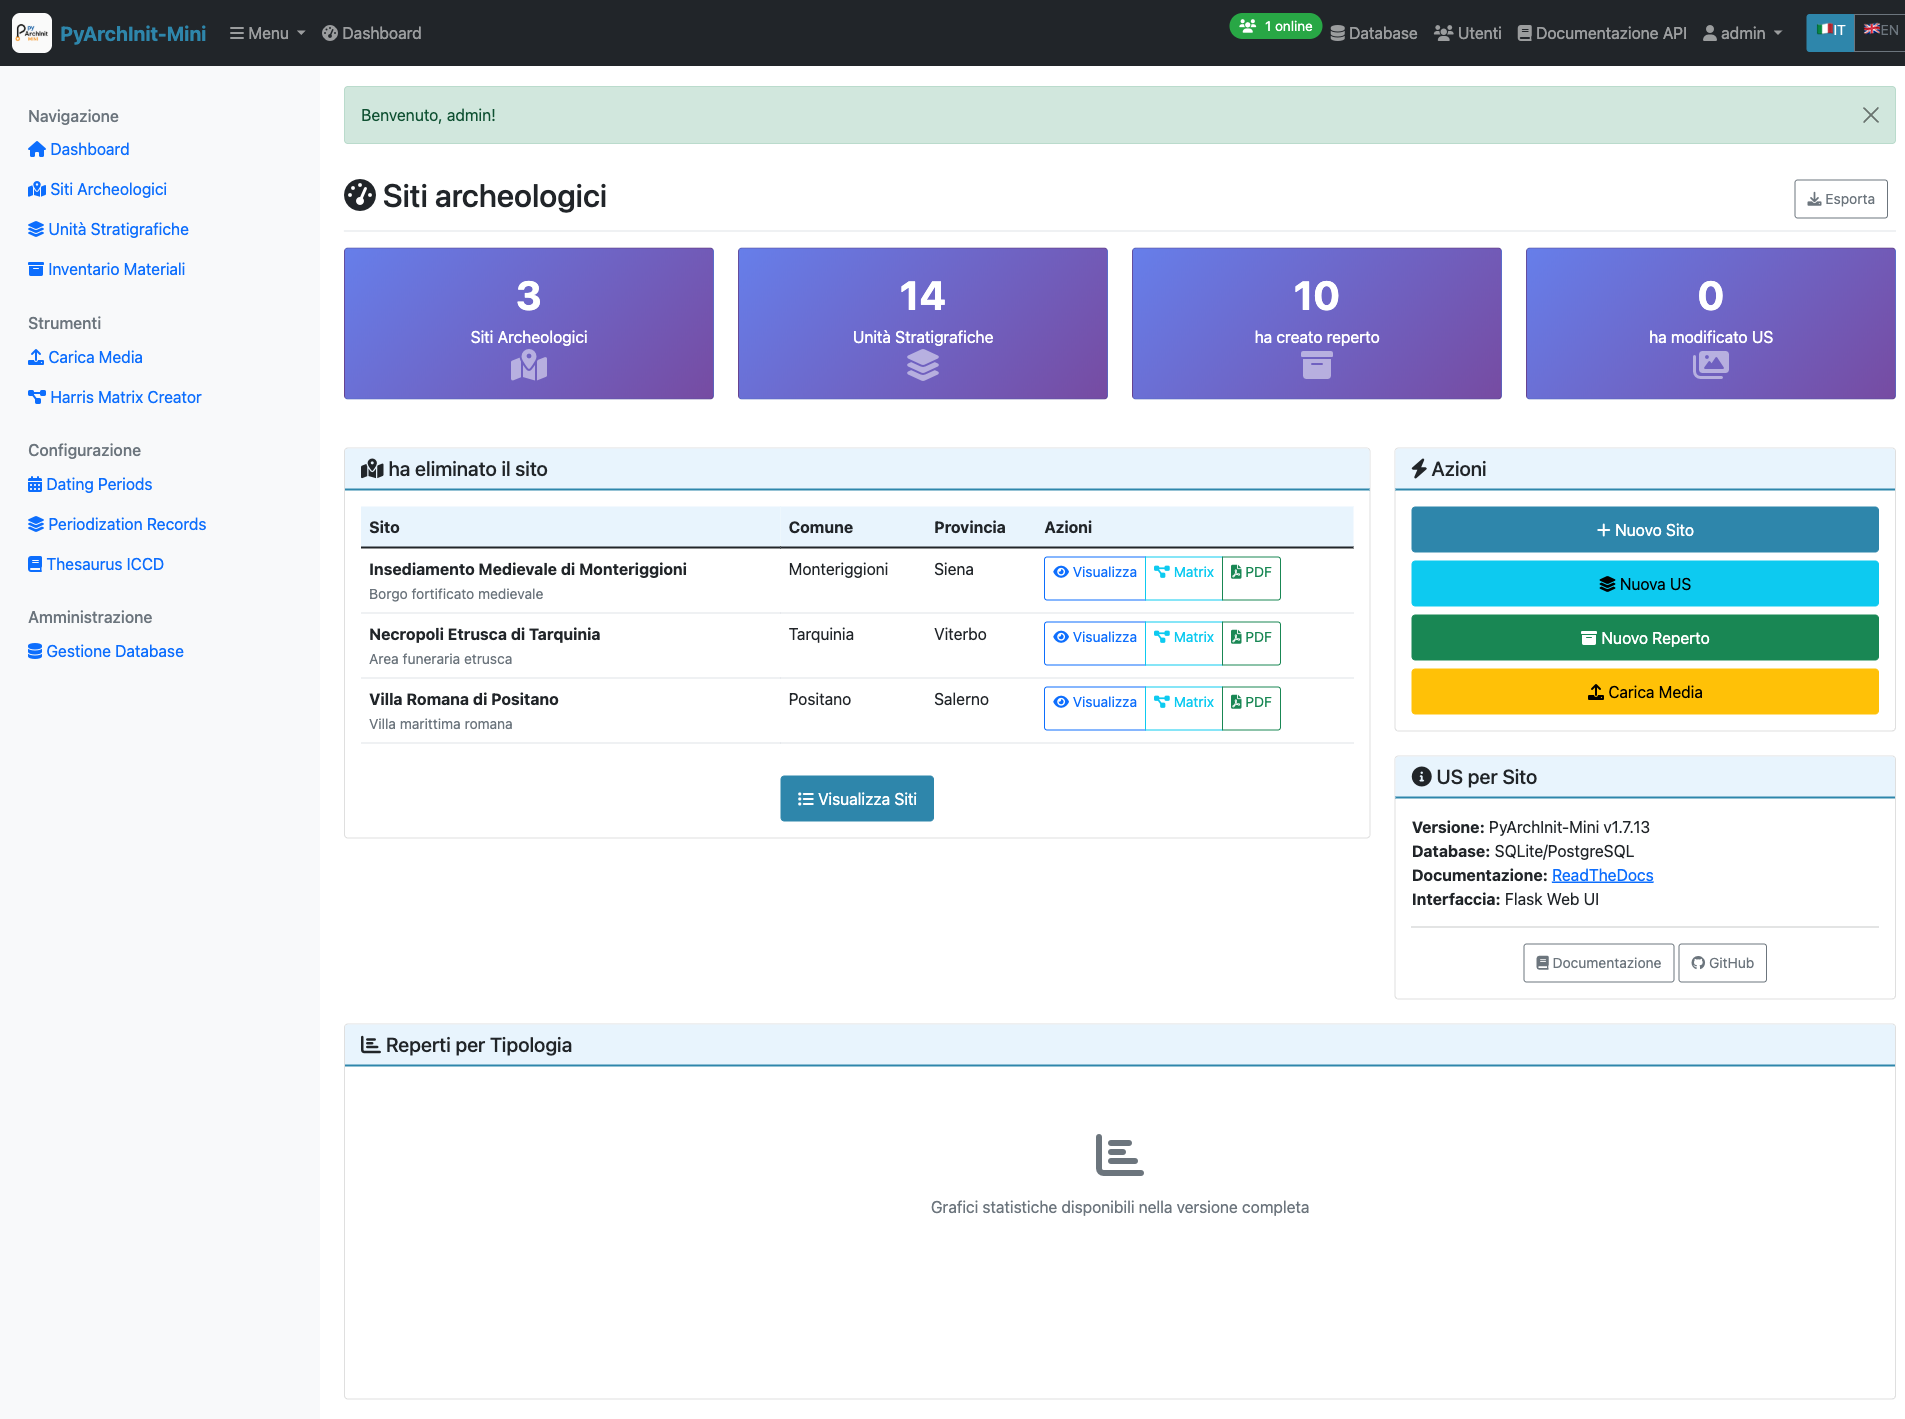 PyArchInit-Mini
Menu
Dashboard
1 online
Database
Utenti
Documentazione API
admin
IT
EN
Navigazione
Dashboard
Siti Archeologici
Unità Stratigrafiche
Inventario Materiali
Strumenti
Carica Media
Harris Matrix Creator
Configurazione
Dating Periods
Periodization Records
Thesaurus ICCD
Amministrazione
Gestione Database
Benvenuto, admin!
Siti archeologici
Esporta
3
Siti Archeologici
14
Unità Stratigrafiche
10
ha creato reperto
0
ha modificato US
ha eliminato il sito
Sito Comune Provincia Azioni
Insediamento Medievale di Monteriggioni Monteriggioni Siena Visualizza Matrix PDF
Borgo fortificato medievale
Necropoli Etrusca di Tarquinia Tarquinia Viterbo Visualizza Matrix PDF
Area funeraria etrusca
Villa Romana di Positano Positano Salerno Visualizza Matrix PDF
Villa marittima romana
Visualizza Siti
Azioni
Nuovo Sito
Nuova US
Nuovo Reperto
Carica Media
US per Sito
Versione: PyArchInit-Mini v1.7.13
Database: SQLite/PostgreSQL
Documentazione: ReadTheDocs
Interfaccia: Flask Web UI
Documentazione
GitHub
Reperti per Tipologia
Grafici statistiche disponibili nella versione completa